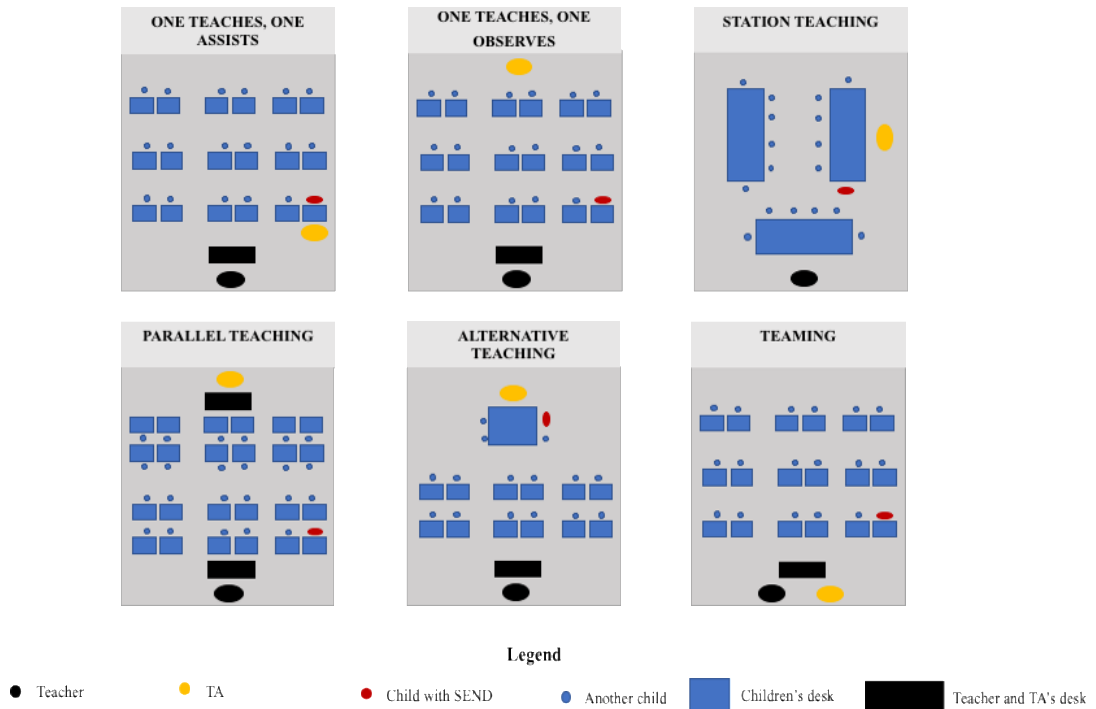 ONE TEACHES, ONE
ASSISTS
ONE TEACHES, ONE
OBSERVES
STATION TEACHING
PARALLEL TEACHING
ALTERNATIVE
TEACHING
TEAMING
Legend
Teacher
TA
Child with SEND
Another child
Children's desk
Teacher and TA's desk